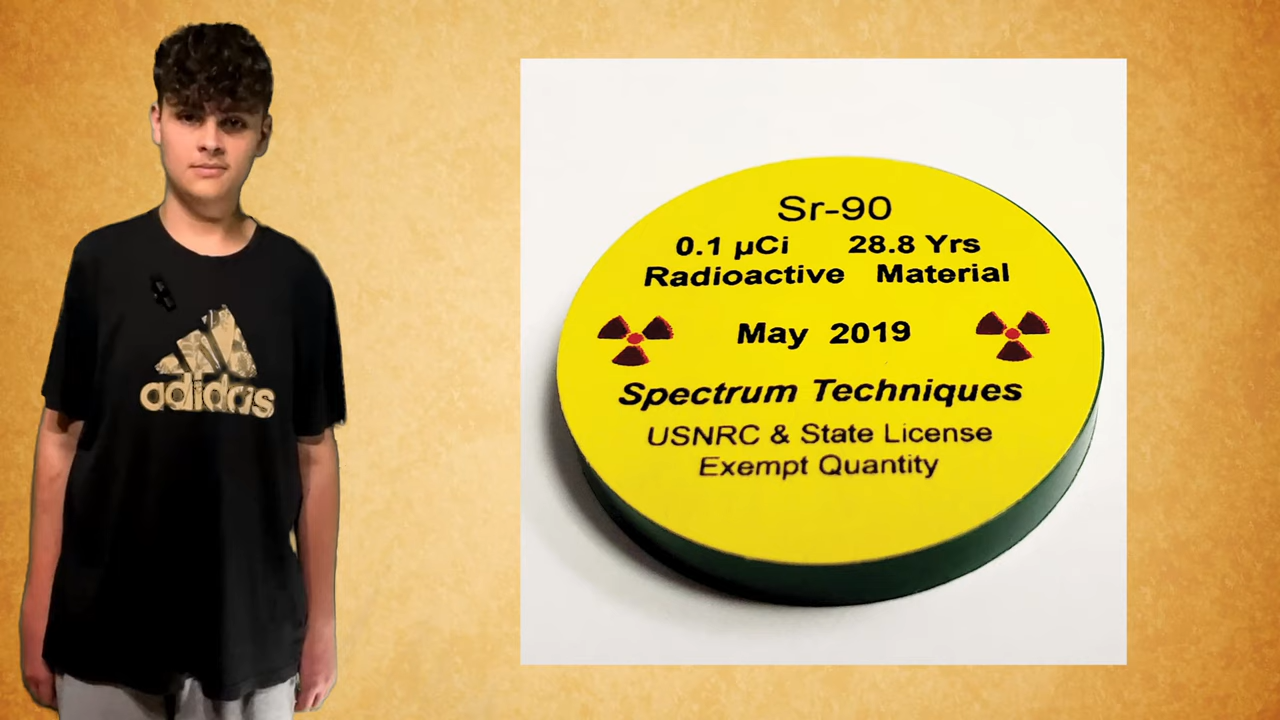 adidas
Sr-90
0.1 µCi 28.8 Yrs
Radioactive Material
May 2019
Spectrum Techniques
USNRC & State License
Exempt Quantity